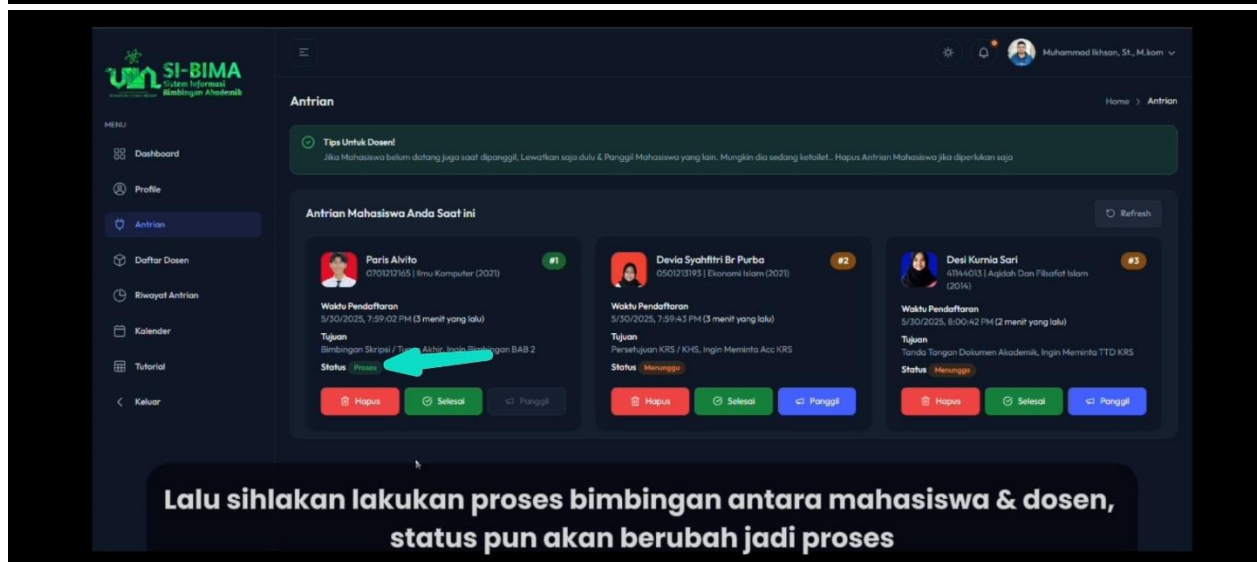 SI-BIMA
Sistem Informasi
Bimbingan Akademik
Muhammad Ikhsan, St., M.kom
Antrian
Home > Antrian
MENU
Dashboard
Profile
Antrian
Daftar Dosen
Riwayat Antrian
Kalender
Tutorial
Keluar
Tips Untuk Dosen!
Jika Mahasiswa belum datang juga saat dipanggil, Lewatkan saja dulu & Panggil Mahasiswa yang lain. Mungkin dia sedang ketoilet.. Hapus Antrian Mahasiswa jika diperlukan saja
Antrian Mahasiswa Anda Saat ini
Refresh
Paris Alvito
#1
0701212165 | Ilmu Komputer (2021)
Waktu Pendaftaran
5/30/2025, 7:59:02 PM (3 menit yang lalu)
Tujuan
Bimbingan Skripsi / Tugas Akhir, Ingin Bimbingan BAB 2
Status Proses
Hapus Selesai Panggil
Devia Syahfitri Br Purba
#2
0501213193 | Ekonomi Islam (2021)
Waktu Pendaftaran
5/30/2025, 7:59:43 PM (3 menit yang lalu)
Tujuan
Persetujuan KRS / KHS, Ingin Meminta Acc KRS
Status Menunggu
Hapus Selesai Panggil
Desi Kurnia Sari
#3
41144013 | Aqidah Dan Filsafat Islam
(2014)
Waktu Pendaftaran
5/30/2025, 8:00:42 PM (2 menit yang lalu)
Tujuan
Tanda Tangan Dokumen Akademik, Ingin Meminta TTD KRS
Status Menunggu
Hapus Selesai Panggil
Lalu sihlakan lakukan proses bimbingan antara mahasiswa & dosen,
status pun akan berubah jadi proses